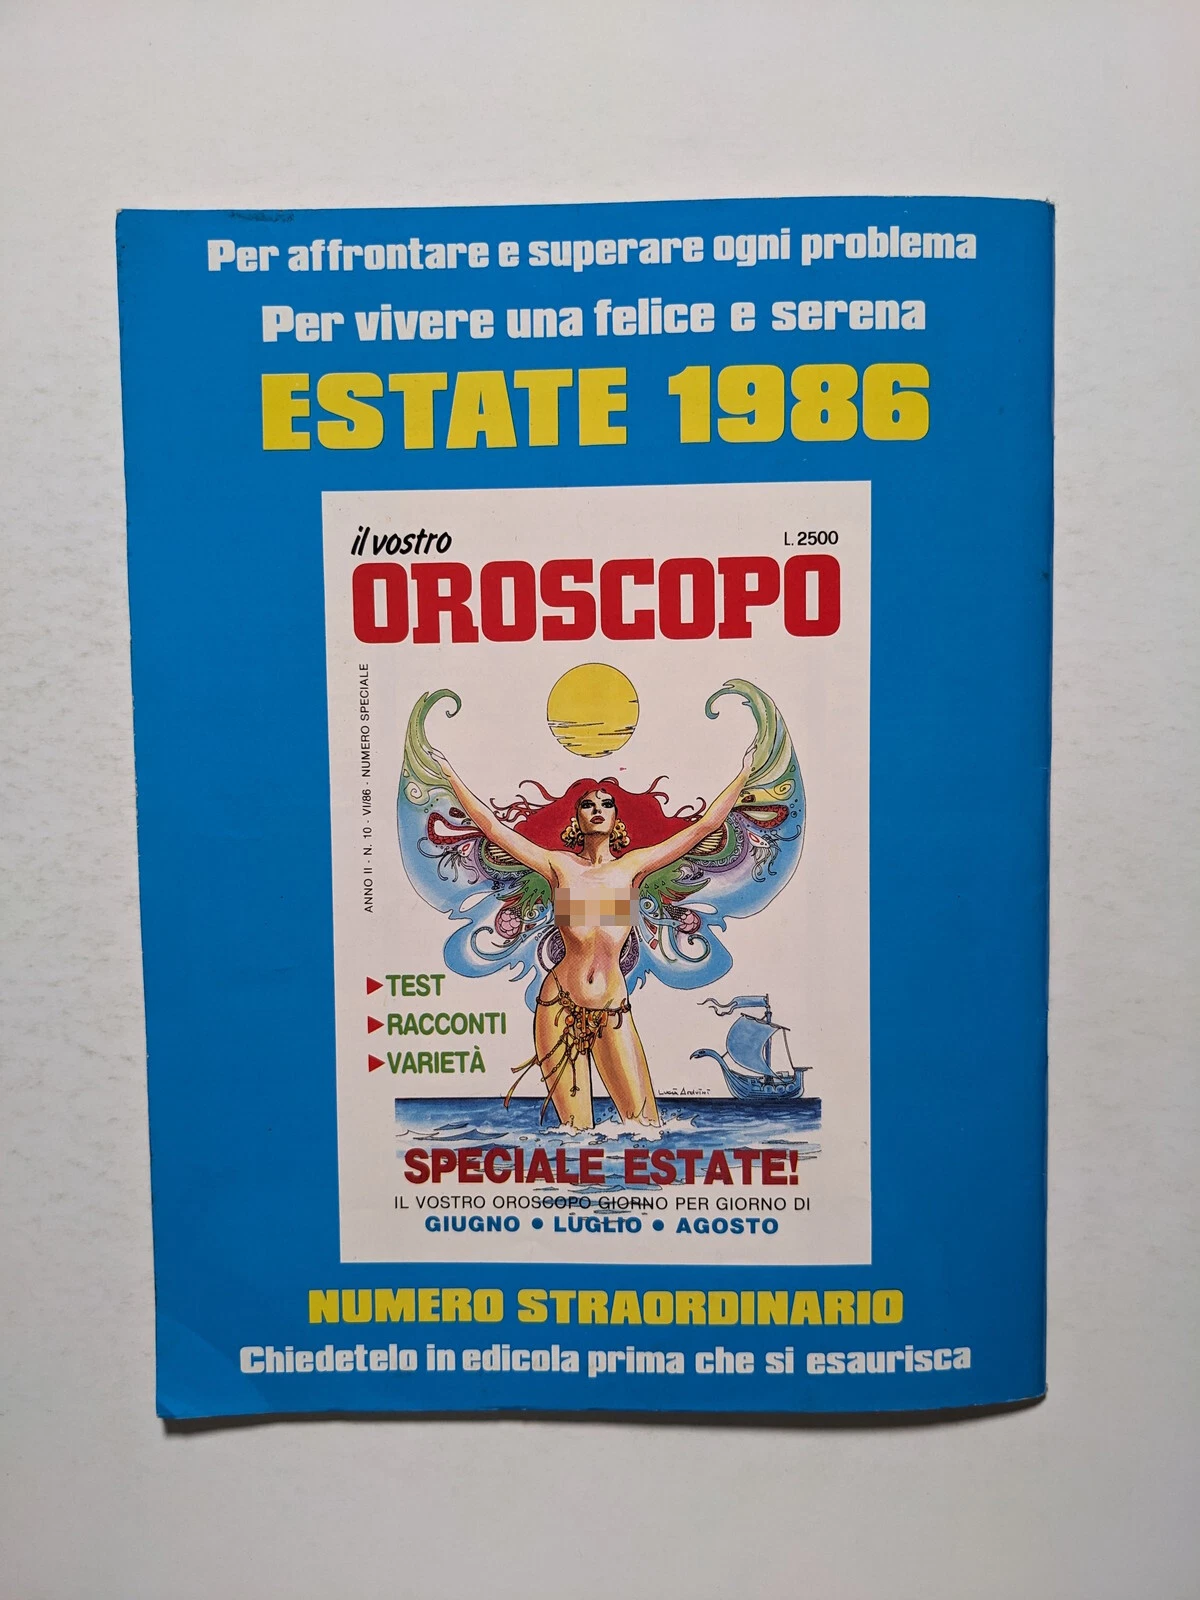 Per affrontare e superare ogni problema
Per vivere una felice e serena
ESTATE 1986
il vostro
L. 2500
OROSCOPO
ANNO II - N. 10 - VI/86 - NUMERO SPECIALE
TEST
RACCONTI
VARIETÀ
SPECIALE ESTATE!
IL VOSTRO OROSCOPO GIORNO PER GIORNO DI
GIUGNO • LUGLIO • AGOSTO
NUMERO STRAORDINARIO
Chiedetelo in edicola prima che si esaurisca